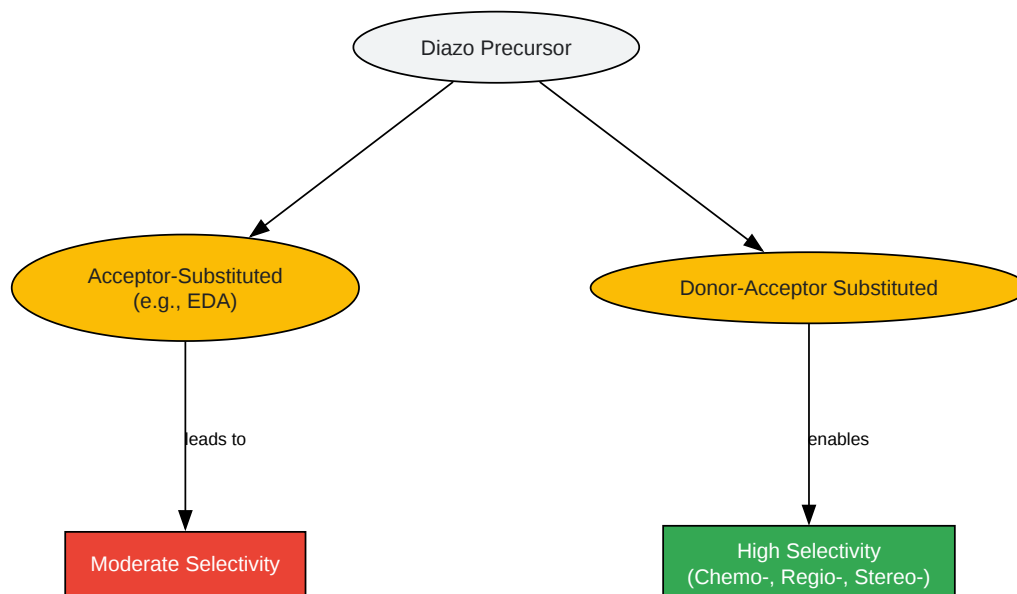 Diazo Precursor
Acceptor-Substituted
(e.g., EDA)
Donor-Acceptor Substituted
leads to
enables
Moderate Selectivity
High Selectivity
(Chemo-, Regio-, Stereo-)